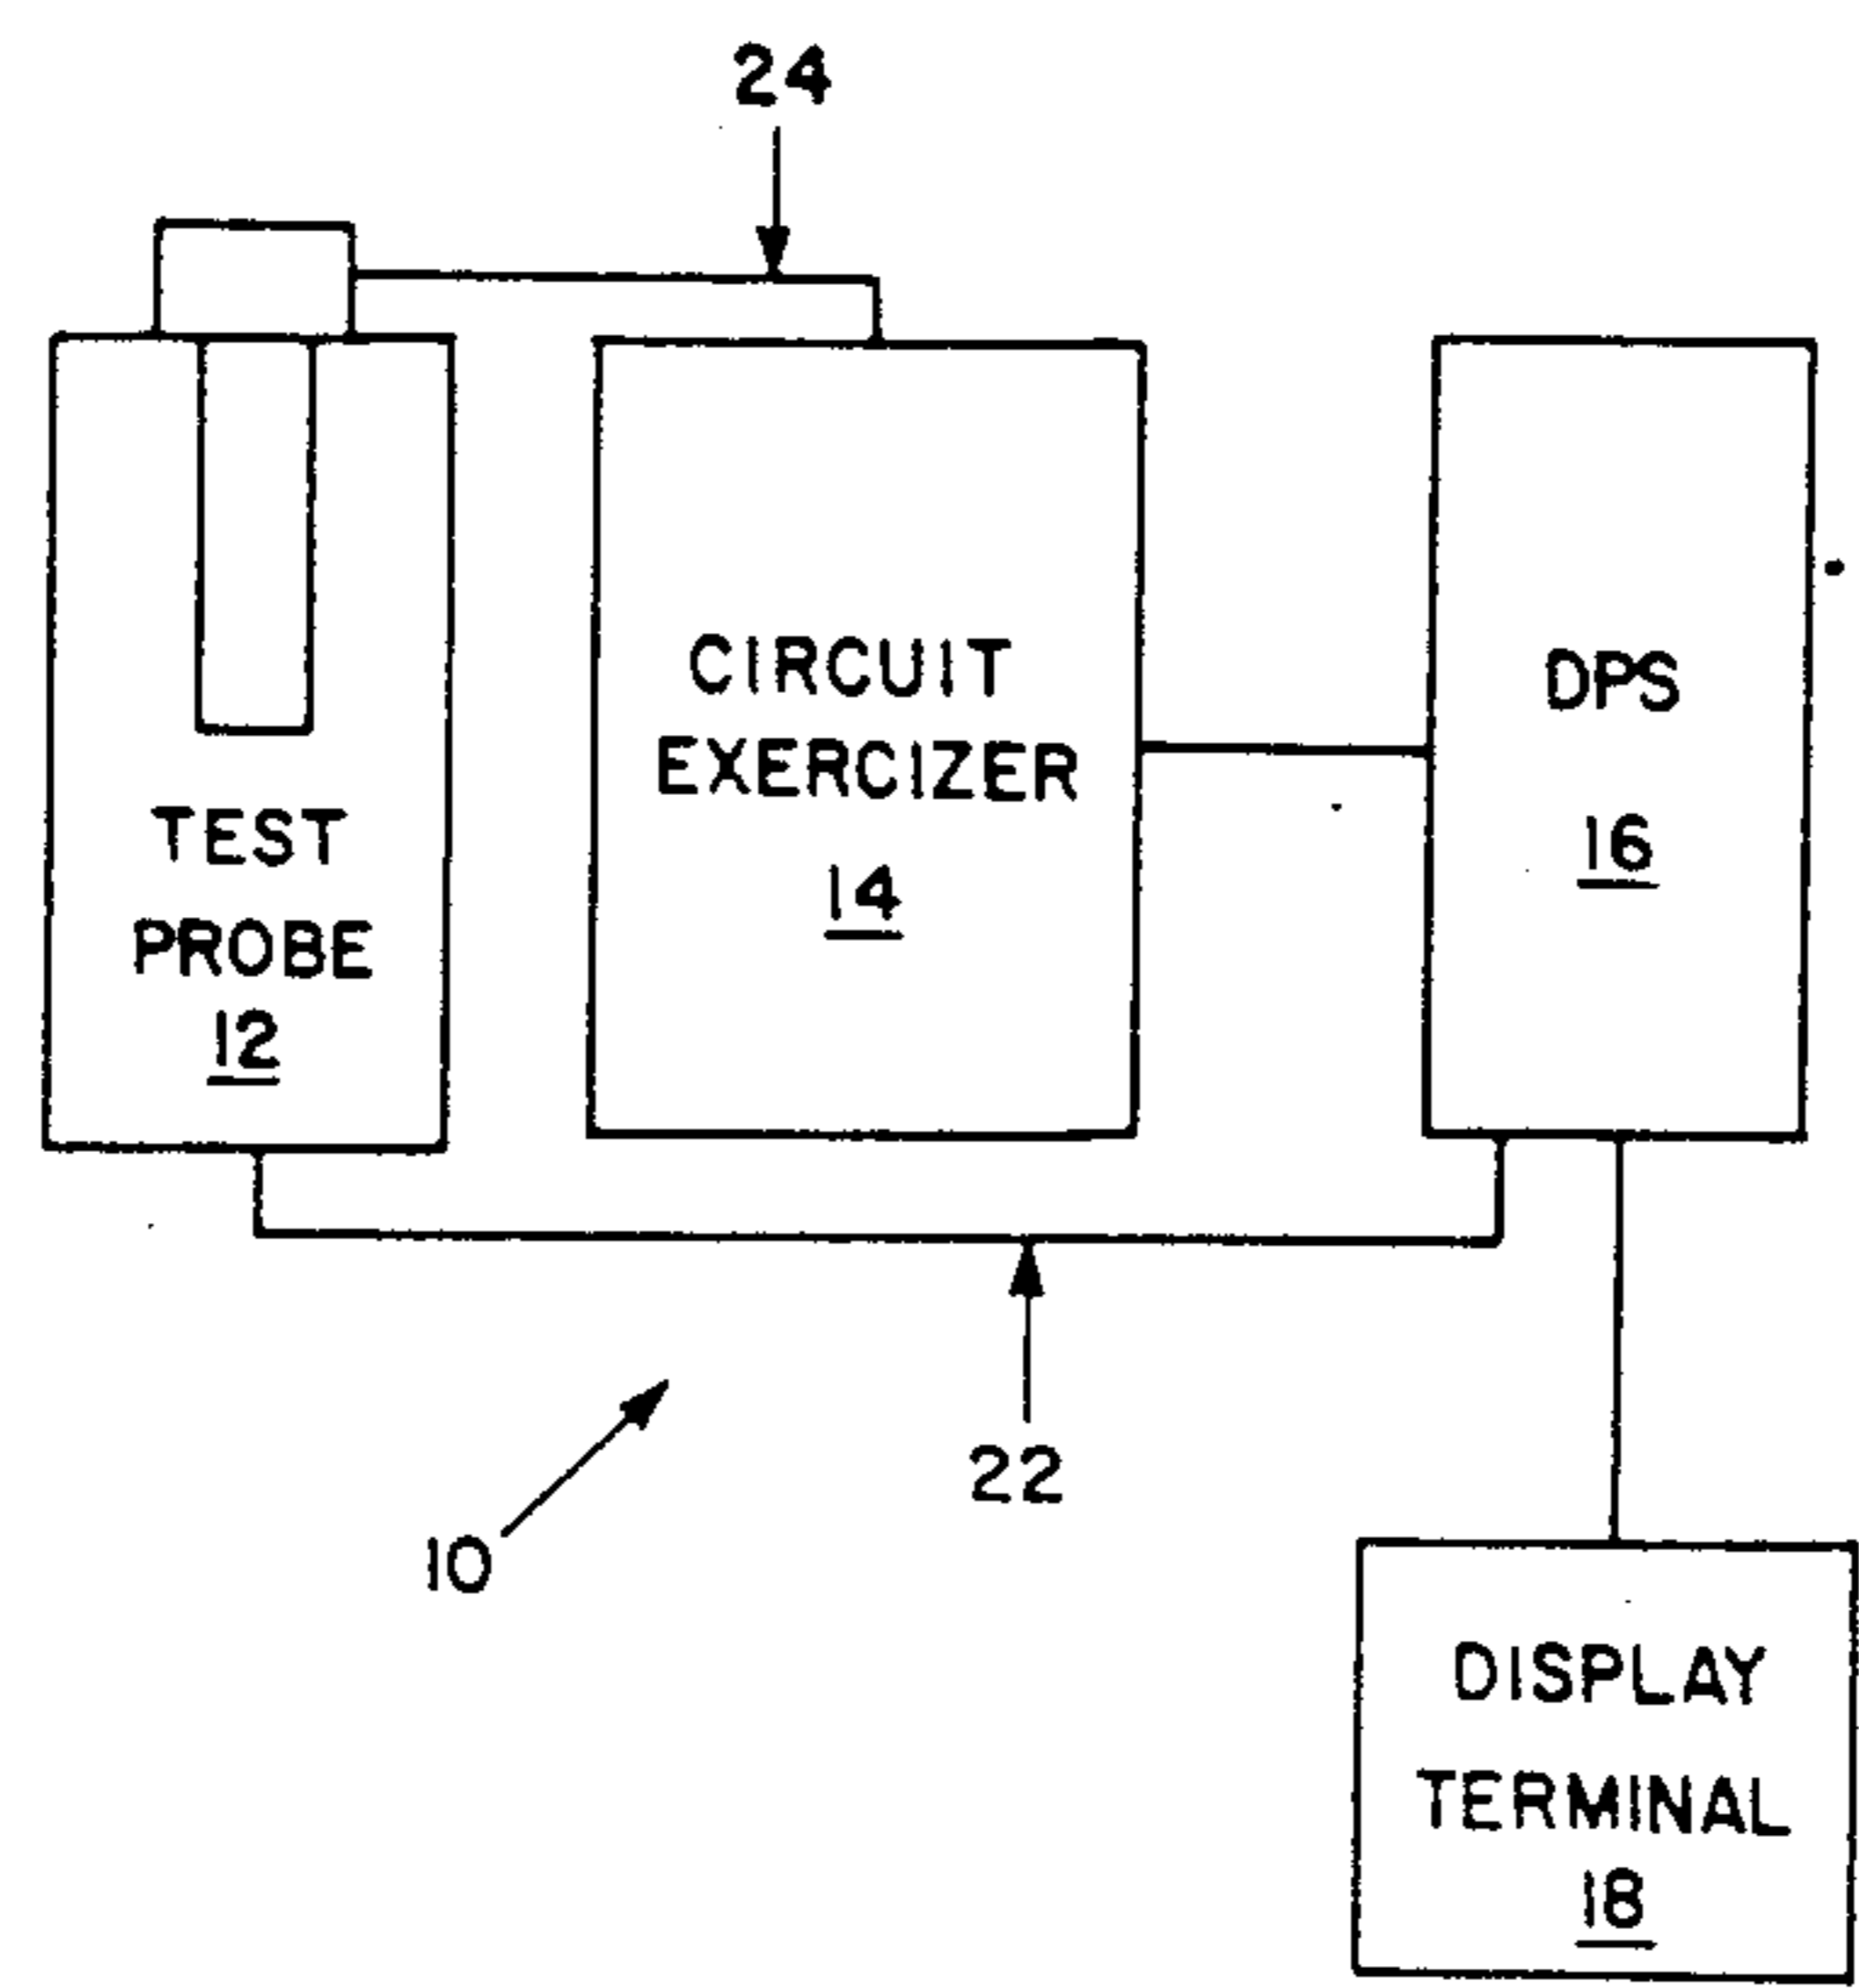 24
TEST
PROBE
12
CIRCUIT
EXERCIZER
14
DPS
16
22
10
DISPLAY
TERMINAL
18